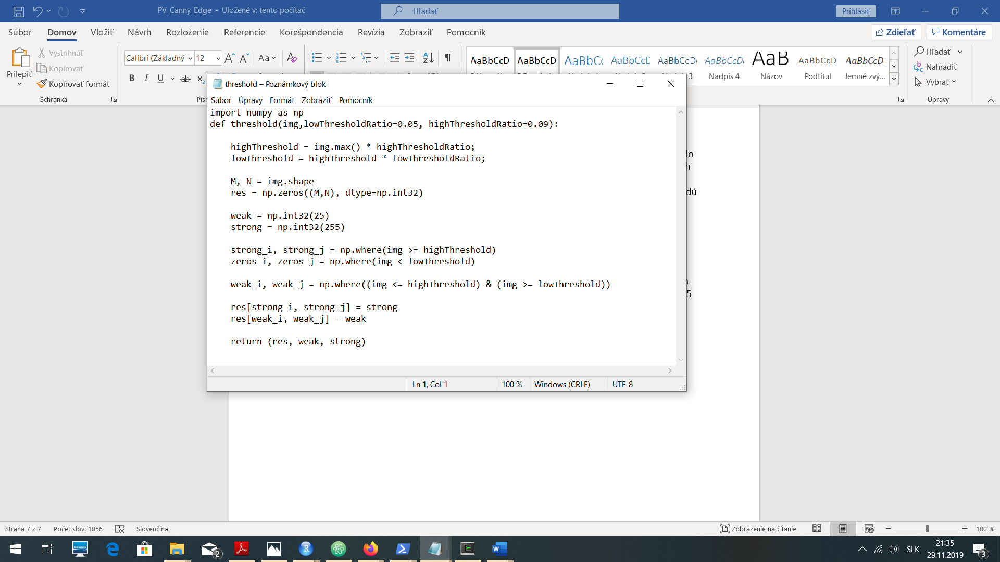 PV_Canny_Edge - Uložené v: tento počítač
Hľadať
Prihlásiť
Súbor Domov Vložiť Návrh Rozloženie Referencie Korešpondencia Revízia Zobraziť Pomocník
Zdieľať
Komentáre
Prilepiť
Vystrihnúť
Kopírovať
Kopírovať formát
Schránka
Calibri (Základný
12
Aa
B I U ab x₂
AaBbCcD AaBbCcD AaBbC AaBbCcD AaBbCcD AaBbCcD AaB AaBbCcD AaBbCcD
3 Nadpis 4 Názov Podtitul Jemné zvý...
Hľadať
Nahradiť
Vybrať
Úpravy
threshold – Poznámkový blok
Súbor Úpravy Formát Zobraziť Pomocník
import numpy as np
def threshold(img,lowThresholdRatio=0.05, highThresholdRatio=0.09):
highThreshold = img.max() * highThresholdRatio;
lowThreshold = highThreshold * lowThresholdRatio;
M, N = img.shape
res = np.zeros((M,N), dtype=np.int32)
weak = np.int32(25)
strong = np.int32(255)
strong_i, strong_j = np.where(img >= highThreshold)
zeros_i, zeros_j = np.where(img < lowThreshold)
weak_i, weak_j = np.where((img <= highThreshold) & (img >= lowThreshold))
res[strong_i, strong_j] = strong
res[weak_i, weak_j] = weak
return (res, weak, strong)
Ln 1, Col 1 100 % Windows (CRLF) UTF-8
Strana 7 z 7 Počet slov: 1056 Slovenčina
Zobrazenie na čítanie
100 %
2
SLK
21:35
29.11.2019
3